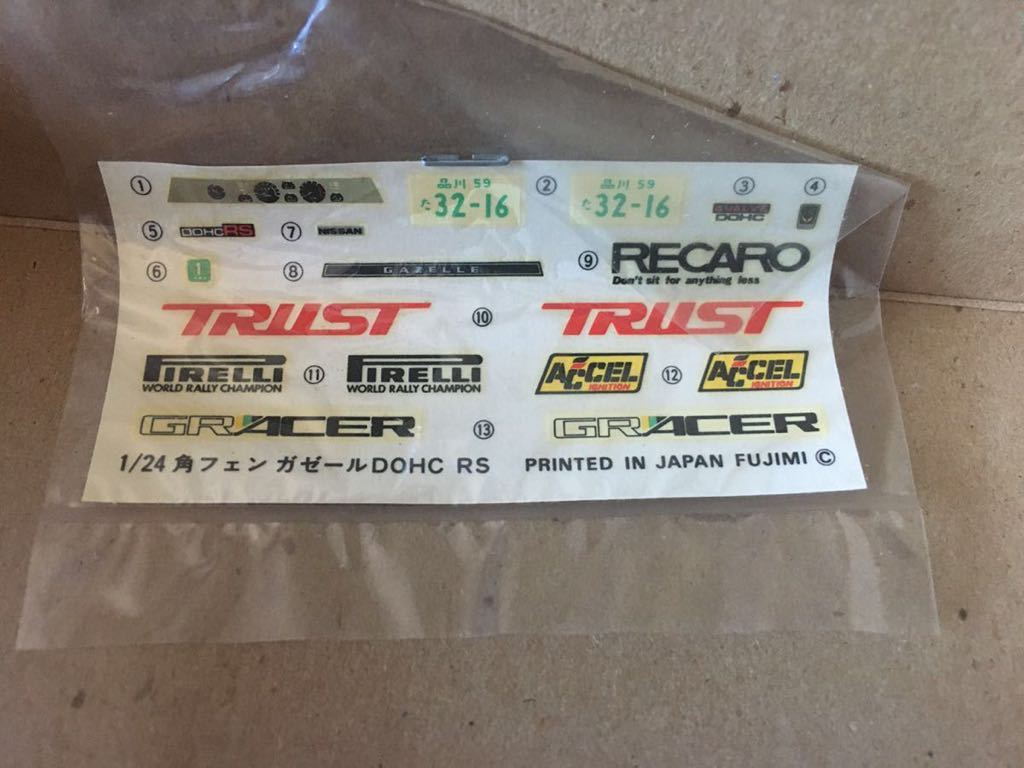 ① 品川 59 ② 品川 59 ③ ④
た 32-16 た 32-16 DOHC
⑤ DOHC RS ⑦ NISSAN
⑥ 1 ⑧ GAZELLE ⑨ RECARO
Don't sit for anything less
TRUST ⑩ TRUST
PIRELLI ⑪ PIRELLI ACCEL ⑫ ACCEL
WORLD RALLY CHAMPION WORLD RALLY CHAMPION IGNITION IGNITION
GRACER ⑬ GRACER
1/24 角フェン ガゼールDOHC RS PRINTED IN JAPAN FUJIMI ©